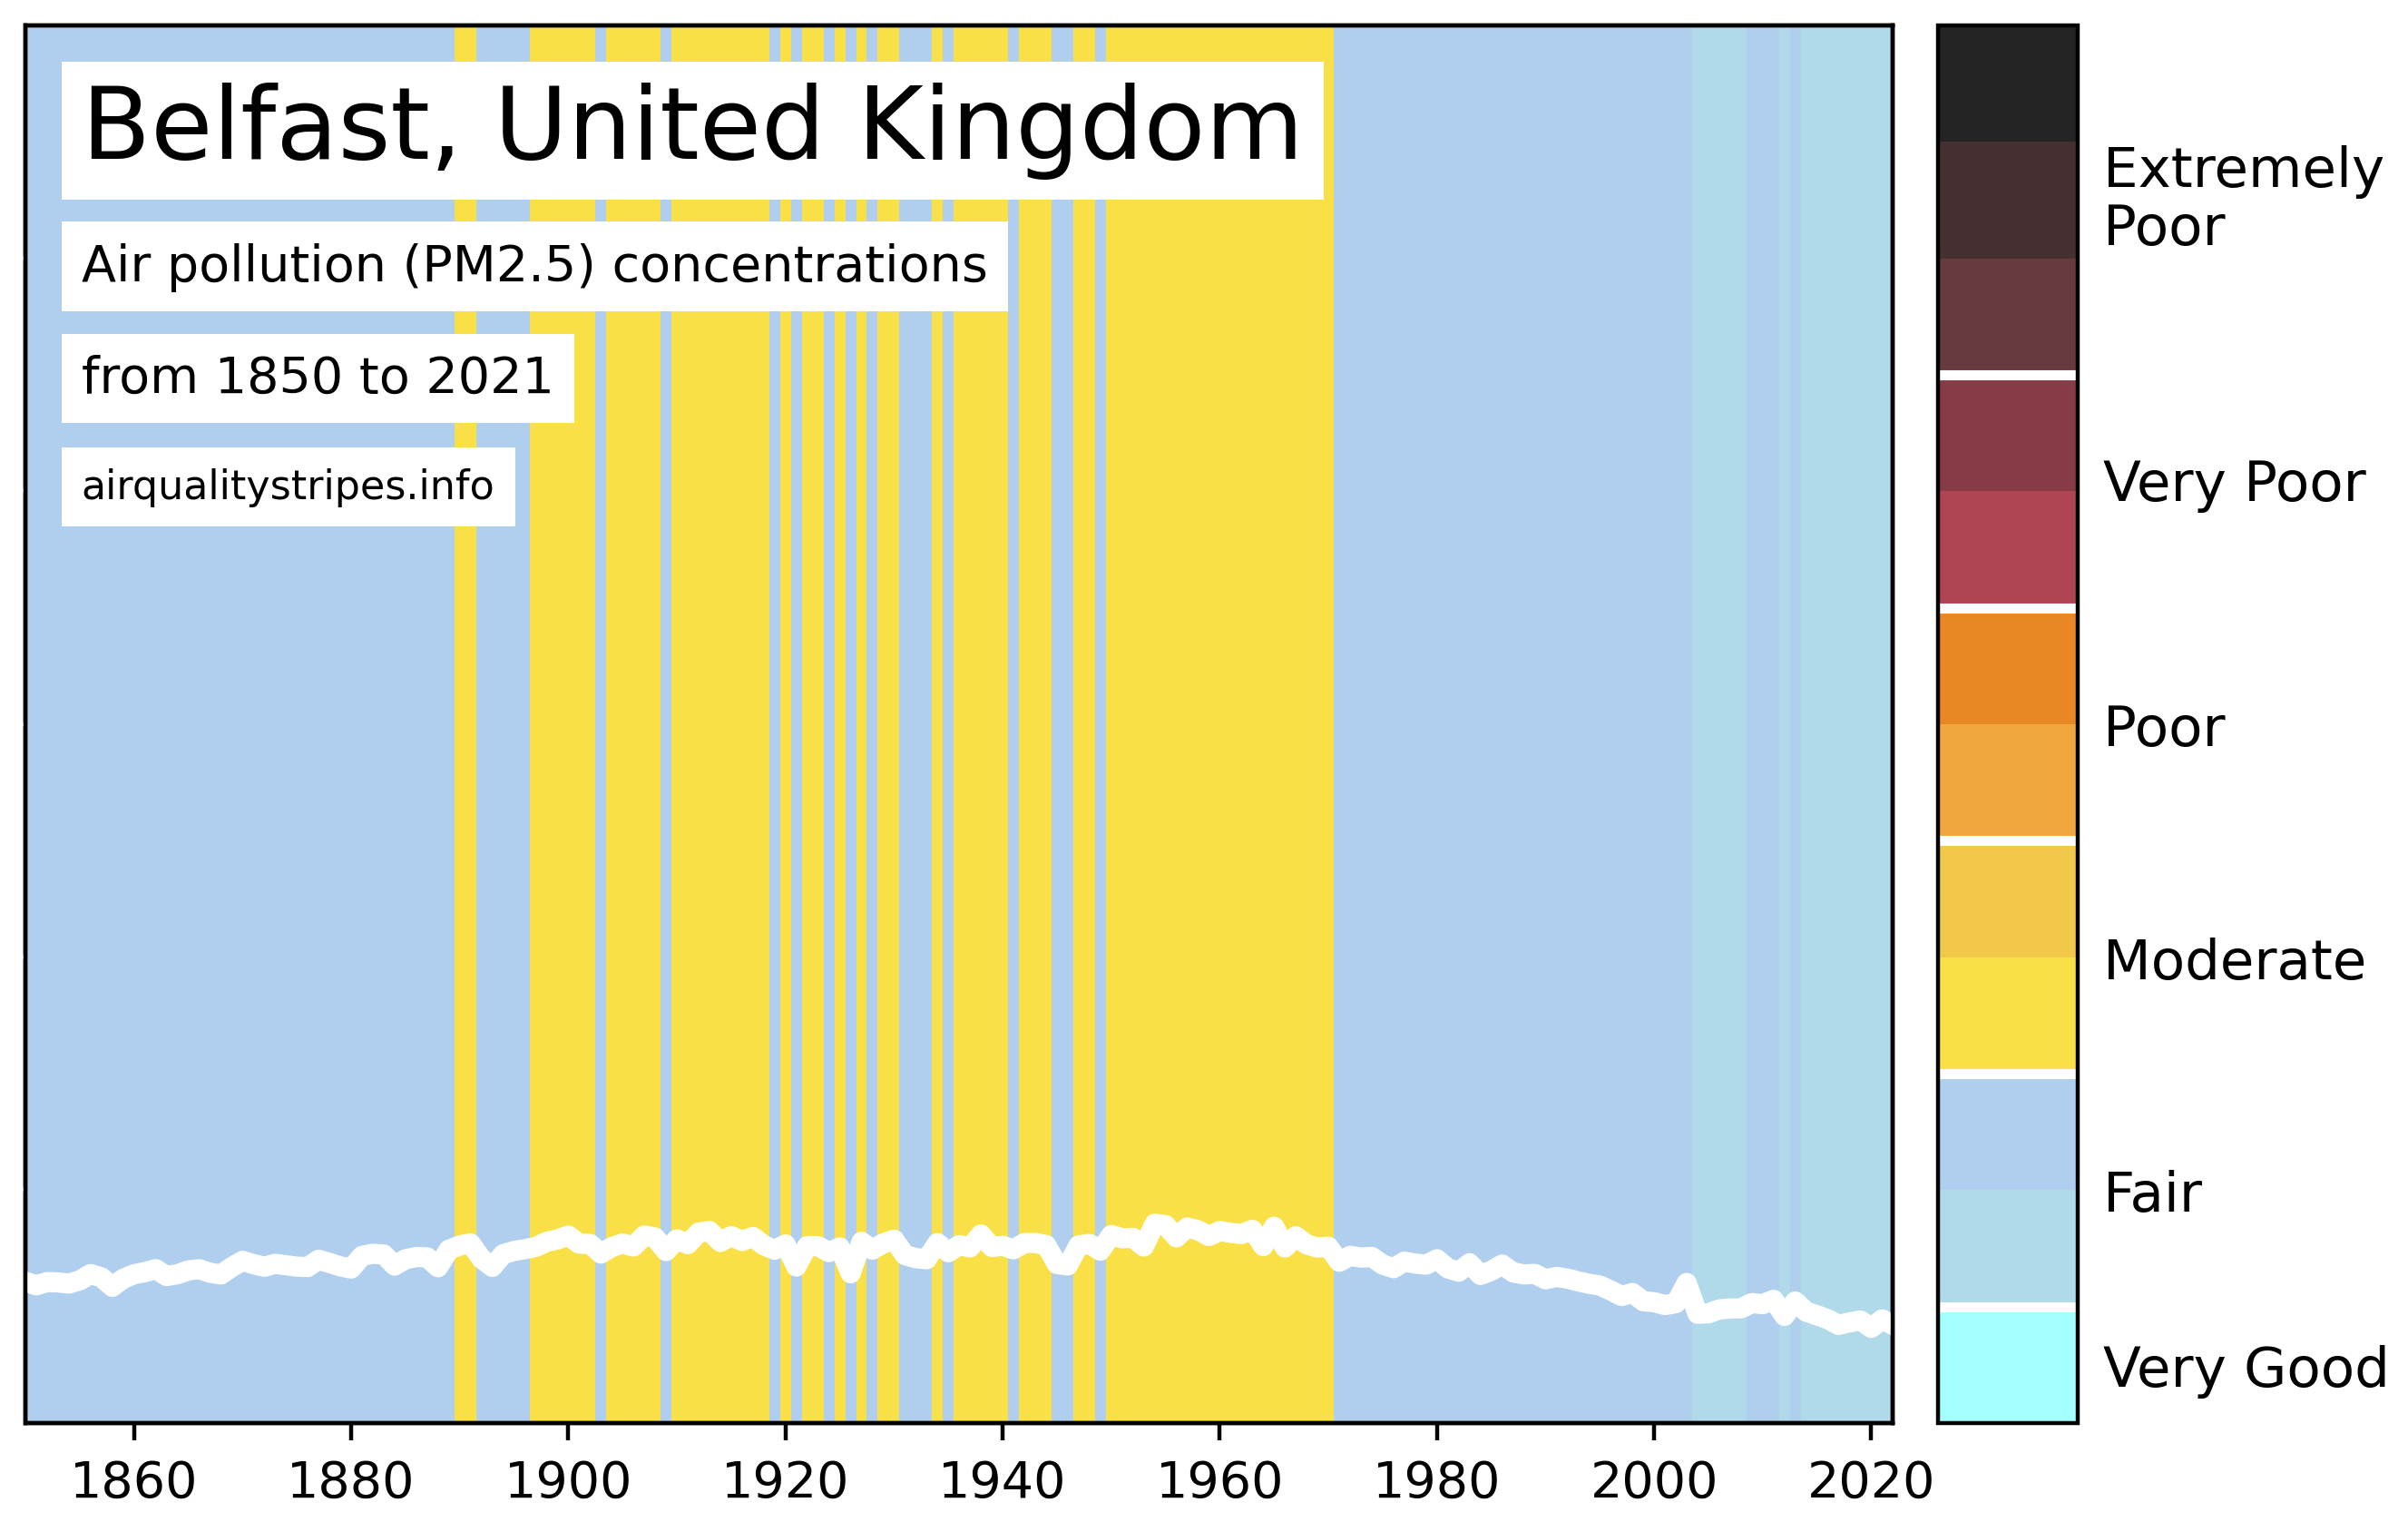 Belfast, United Kingdom
Air pollution (PM2.5) concentrations
from 1850 to 2021
airqualitystripes.info
Extremely
Poor
Very Poor
Poor
Moderate
Fair
Very Good
1860 1880 1900 1920 1940 1960 1980 2000 2020